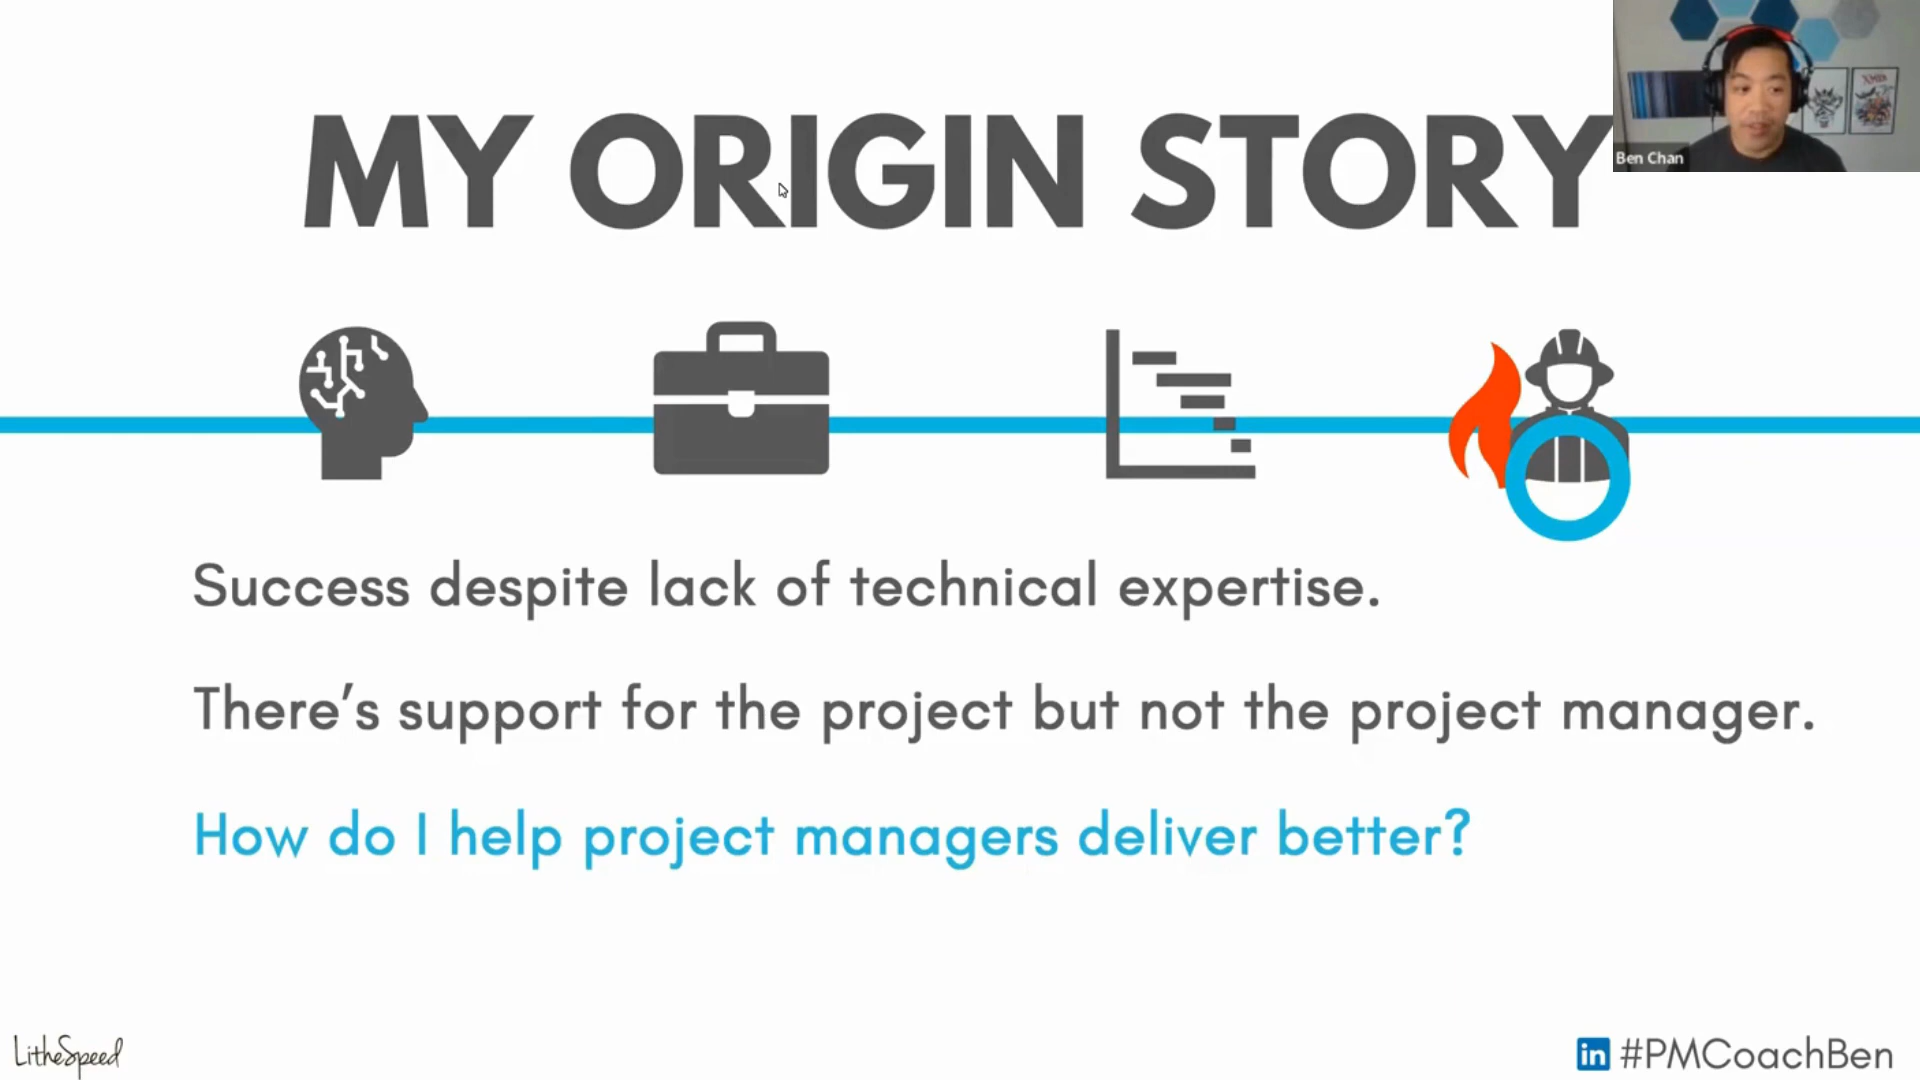 MY ORIGIN STORY
Ben Chan
Success despite lack of technical expertise.
There's support for the project but not the project manager.
How do I help project managers deliver better?
LitheSpeed
in #PMCoachBen